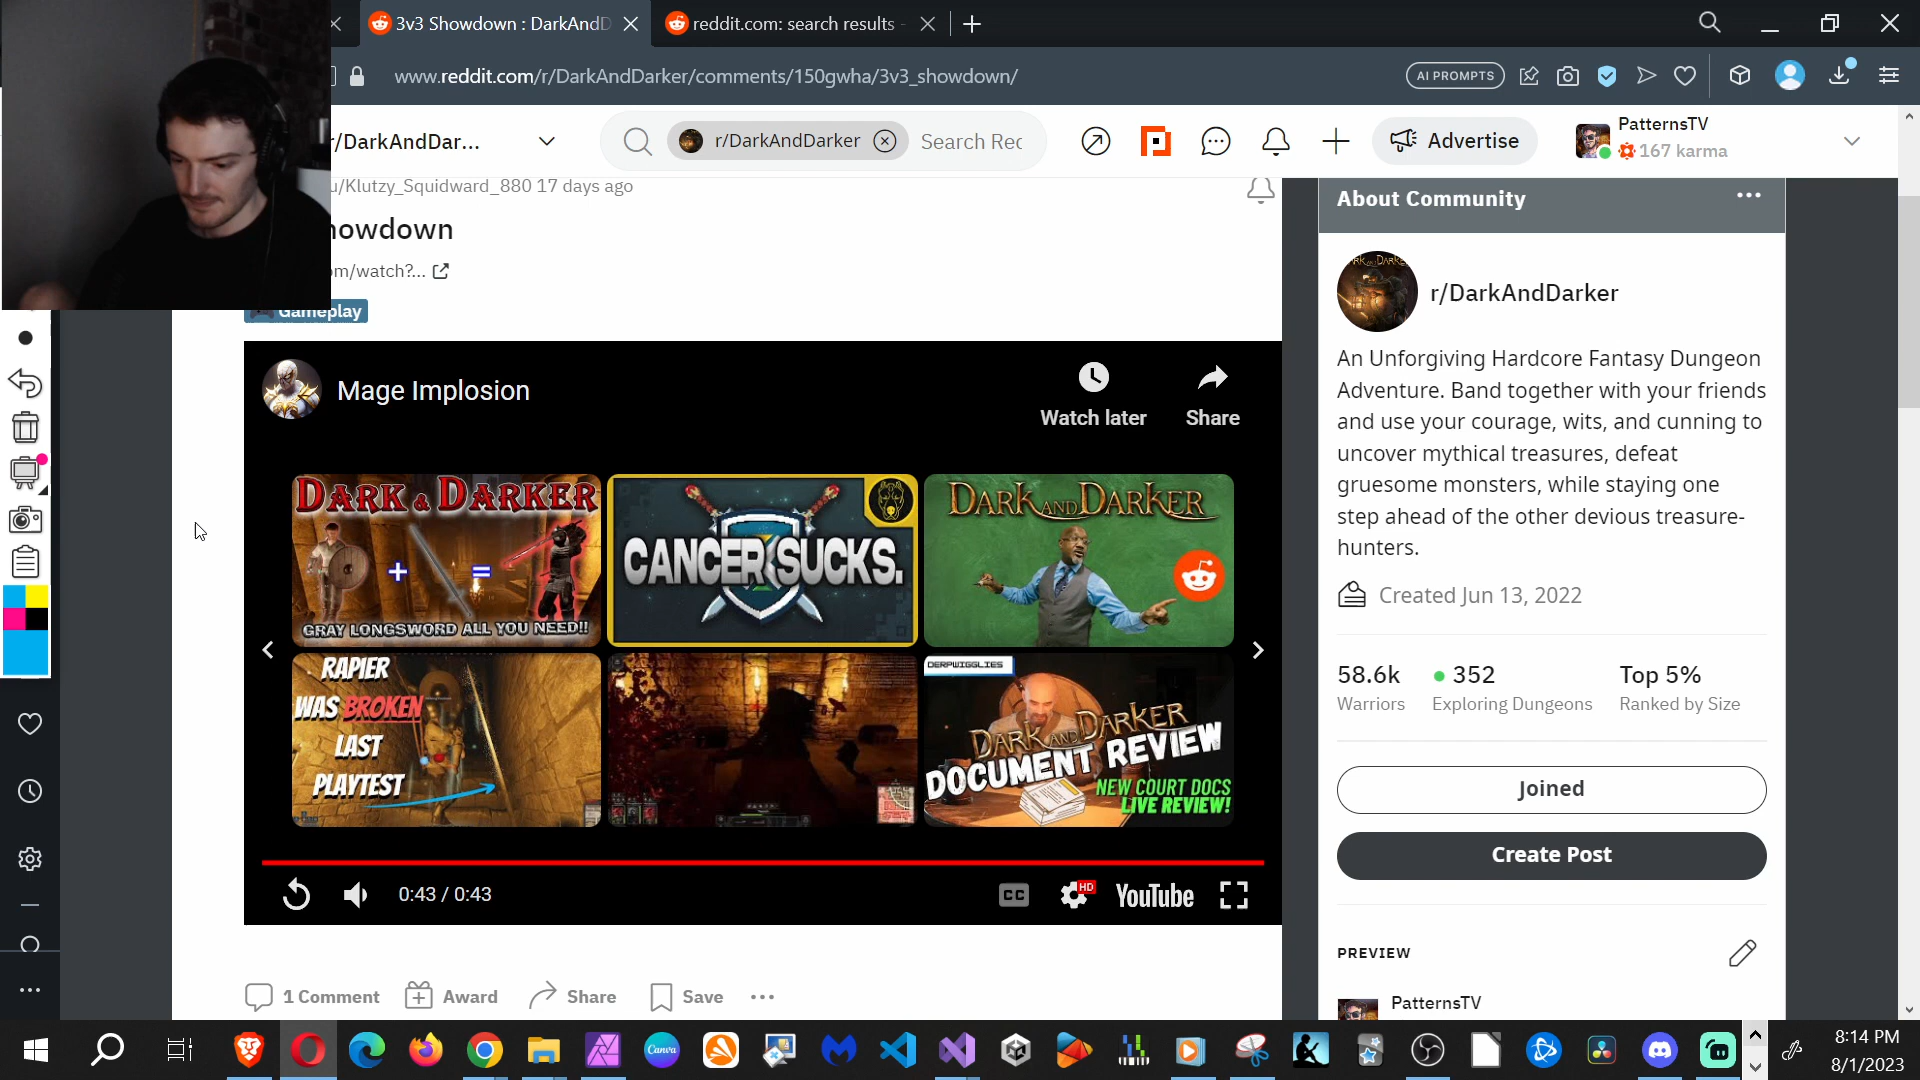 3v3 Showdown : DarkAndD
reddit.com: search results -
www.reddit.com/r/DarkAndDarker/comments/150gwha/3v3_showdown/
AI PROMPTS
r/DarkAndDar...
r/DarkAndDarker
Search Rec
Advertise
PatternsTV
167 karma
u/Klutzy_Squidward_880 17 days ago
howdown
om/watch?...
Gameplay
Mage Implosion
Watch later
Share
DARK & DARKER
+ =
GRAY LONGSWORD ALL YOU NEED!!
CANCER SUCKS.
DARK AND DARKER
RAPIER
WAS BROKEN
LAST
PLAYTEST
DERPWIGGLIES
DARK AND DARKER
DOCUMENT REVIEW
NEW COURT DOCS
LIVE REVIEW!
0:43 / 0:43
CC
HD
YouTube
1 Comment
Award
Share
Save
About Community
r/DarkAndDarker
An Unforgiving Hardcore Fantasy Dungeon
Adventure. Band together with your friends
and use your courage, wits, and cunning to
uncover mythical treasures, defeat
gruesome monsters, while staying one
step ahead of the other devious treasure-
hunters.
Created Jun 13, 2022
58.6k
352
Top 5%
Warriors
Exploring Dungeons
Ranked by Size
Joined
Create Post
PREVIEW
PatternsTV
Canva
8:14 PM
8/1/2023